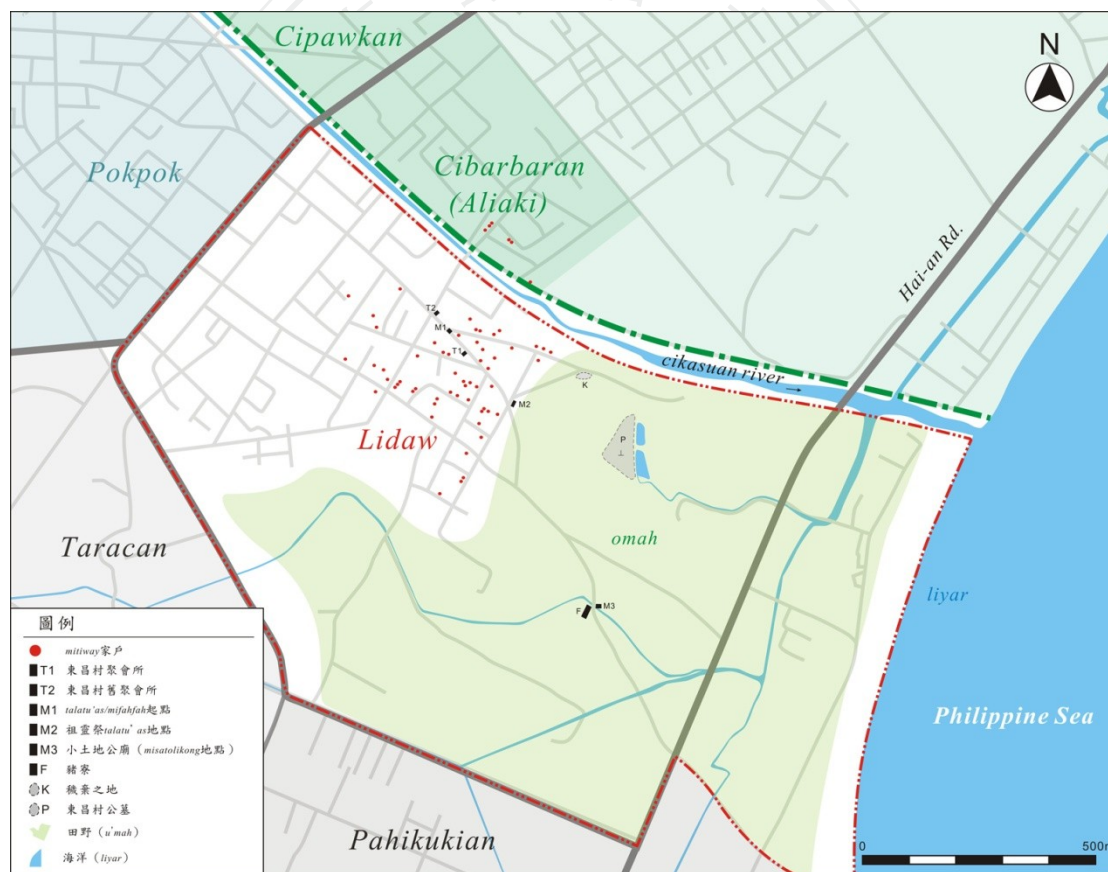 Cipawkan
N
Pokpok
Cibarbaran
(Aliaki)
Hai-an Rd.
T2
M1
T1
cikasuan river →
K
M2
Lidaw
P
⊥
Taracan
omah
liyar
F
M3
Philippine Sea
Pahikukian
圖例
mitiway家戶
T1 東昌村聚會所
T2 東昌村舊聚會所
M1 talatu'as/mifahfah起點
M2 祖靈祭talatu'as地點
M3 小土地公廟（misatolikong地點）
F 豬寮
K 穢棄之地
P 東昌村公墓
田野（u'mah）
海洋（liyar）
0 500m